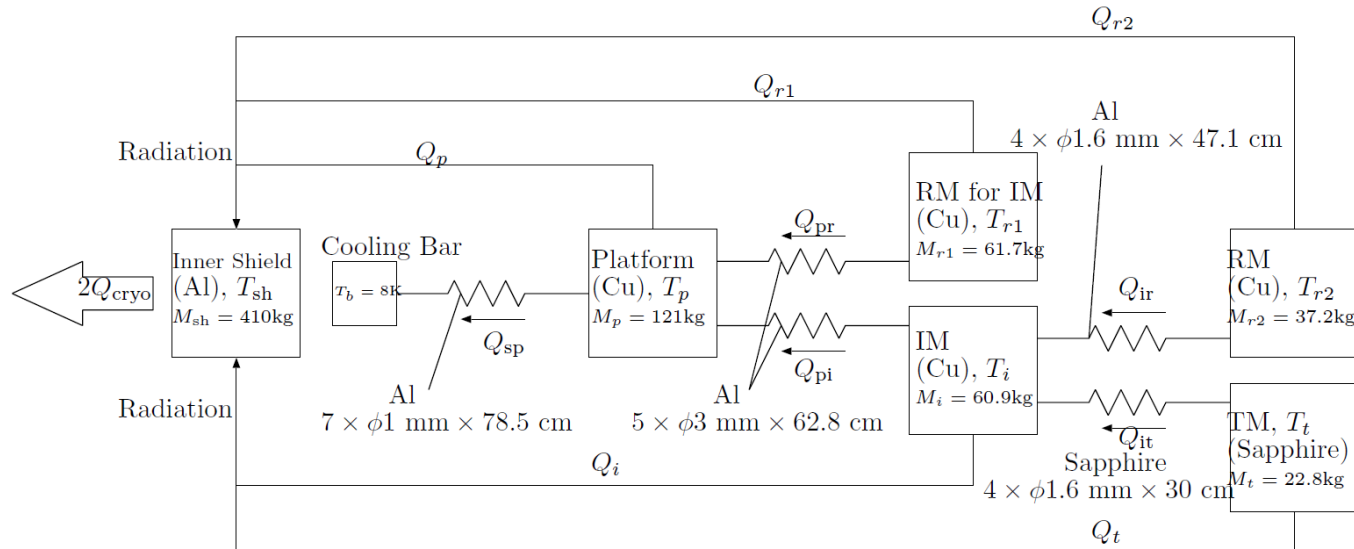 Q_{r2}
Q_{r1}
Al
4 × ϕ1.6 mm × 47.1 cm
Radiation
Q_p
RM for IM
(Cu), T_{r1}
M_{r1} = 61.7kg
Q_{pr}
Cooling Bar
T_b = 8K
Inner Shield
(Al), T_{sh}
M_{sh} = 410kg
2Q_{cryo}
Platform
(Cu), T_p
M_p = 121kg
RM
(Cu), T_{r2}
M_{r2} = 37.2kg
Q_{ir}
Q_{sp}
Q_{pi}
IM
(Cu), T_i
M_i = 60.9kg
Radiation
Al
7 × ϕ1 mm × 78.5 cm
Al
5 × ϕ3 mm × 62.8 cm
TM, T_t
(Sapphire)
M_t = 22.8kg
Q_{it}
Sapphire
4 × ϕ1.6 mm × 30 cm
Q_i
Q_t